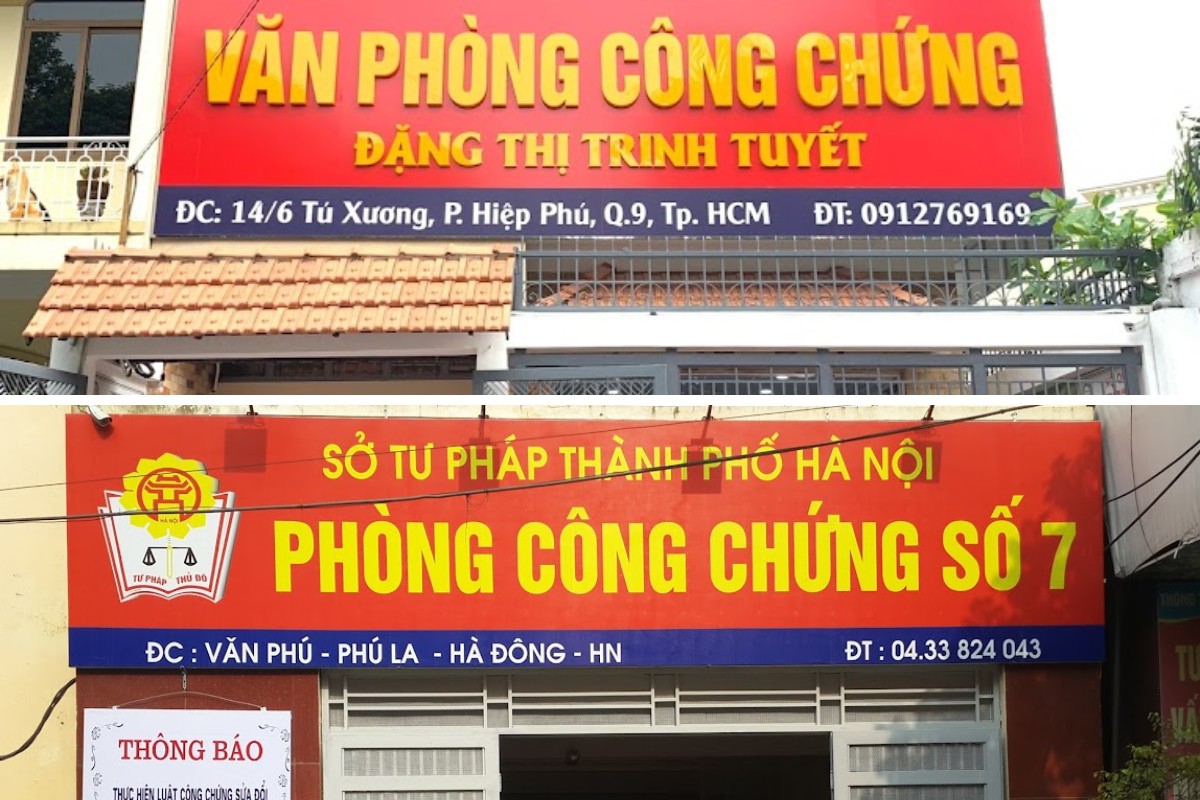 VĂN PHÒNG CÔNG CHỨNG
ĐẶNG THỊ TRINH TUYẾT
ĐC: 14/6 Tú Xương, P. Hiệp Phú, Q.9, Tp. HCM ĐT: 0912769169
SỞ TƯ PHÁP THÀNH PHỐ HÀ NỘI
PHÒNG CÔNG CHỨNG SỐ 7
HÀ NỘI
TƯ PHÁP THỦ ĐÔ
ĐC : VĂN PHÚ - PHÚ LA - HÀ ĐÔNG - HN ĐT : 04.33 824 043
THÔNG BÁO
THỰC HIỆN LUẬT CÔNG CHỨNG SỬA ĐỔI